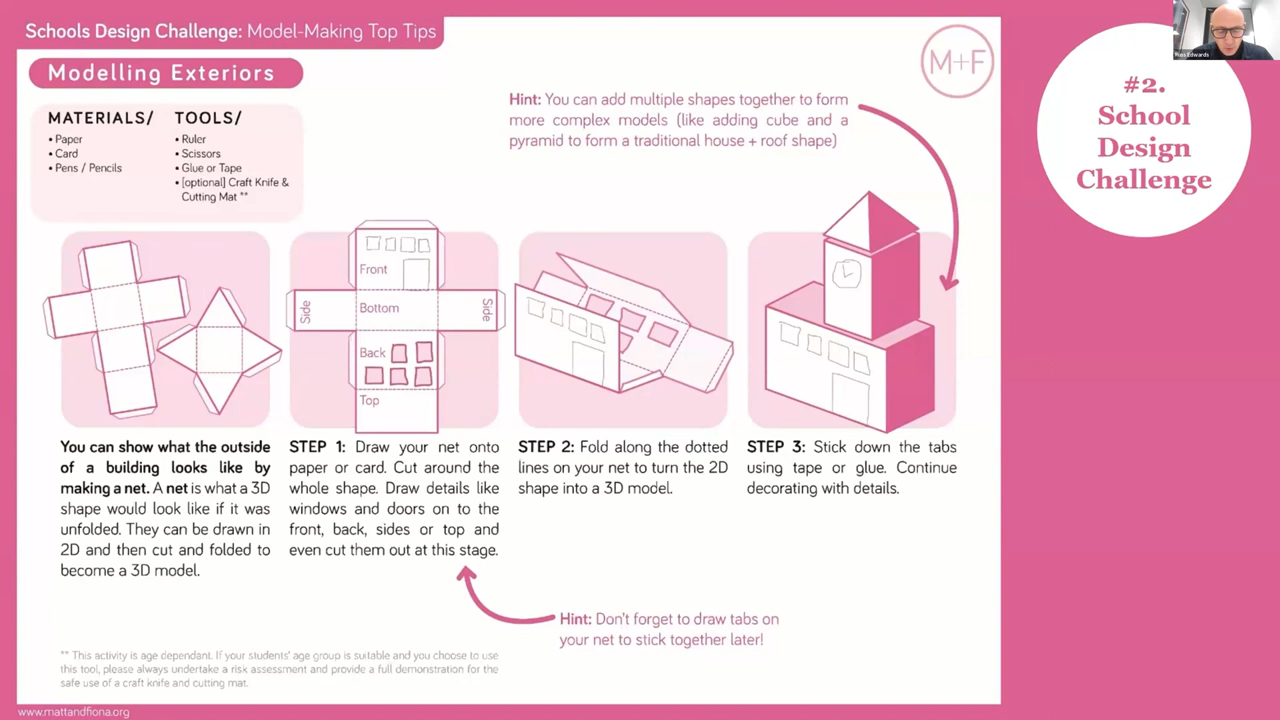 Schools Design Challenge: Model-Making Top Tips
Modelling Exteriors
M+F
MATERIALS/
• Paper
• Card
• Pens / Pencils
TOOLS/
• Ruler
• Scissors
• Glue or Tape
• [optional] Craft Knife &
Cutting Mat **
Hint: You can add multiple shapes together to form
more complex models (like adding cube and a
pyramid to form a traditional house + roof shape)
#2.
School
Design
Challenge
Front
Side
Bottom
Side
Back
Top
You can show what the outside
of a building looks like by
making a net. A net is what a 3D
shape would look like if it was
unfolded. They can be drawn in
2D and then cut and folded to
become a 3D model.
STEP 1: Draw your net onto
paper or card. Cut around the
whole shape. Draw details like
windows and doors on to the
front, back, sides or top and
even cut them out at this stage.
STEP 2: Fold along the dotted
lines on your net to turn the 2D
shape into a 3D model.
STEP 3: Stick down the tabs
using tape or glue. Continue
decorating with details.
Hint: Don't forget to draw tabs on
your net to stick together later!
** This activity is age dependant. If your students' age group is suitable and you choose to use
this tool, please always undertake a risk assessment and provide a full demonstration for the
safe use of a craft knife and cutting mat.
www.mattandfiona.org
Edwards